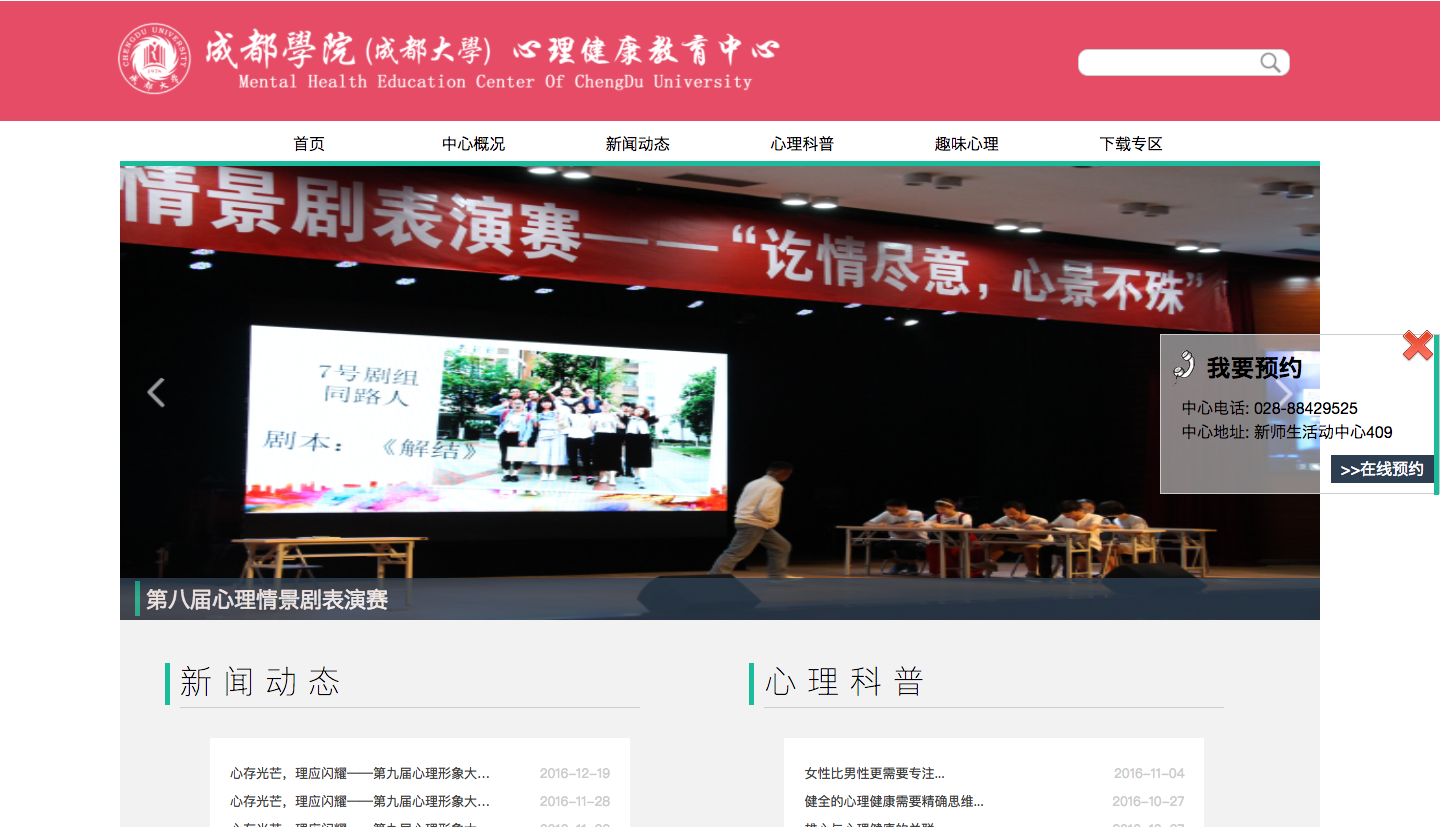 CHENGDU UNIVERSITY
1978
成都大学
成都學院(成都大學) 心理健康教育中心
Mental Health Education Center Of ChengDu University
首页 中心概况 新闻动态 心理科普 趣味心理 下载专区
情景剧表演赛——“讫情尽意，心景不殊”
7号剧组
同路人
剧本：《解结》
我要预约
中心电话: 028-88429525
中心地址: 新师生活动中心409
>>在线预约
第八届心理情景剧表演赛
新闻动态
心存光芒，理应闪耀——第九届心理形象大... 2016-12-19
心存光芒，理应闪耀——第九届心理形象大... 2016-11-28
心理科普
女性比男性更需要专注... 2016-11-04
健全的心理健康需要精确思维... 2016-10-27